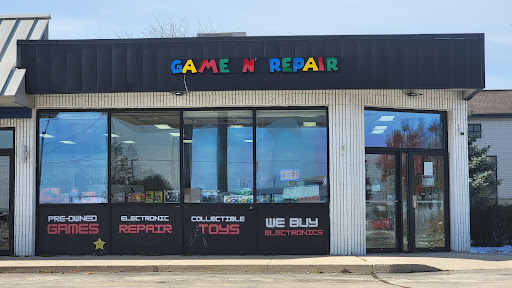 GAME N' REPAIR
PRE-OWNED
GAMES
ELECTRONIC
REPAIR
COLLECTIBLE
TOYS
WE BUY
ELECTRONICS